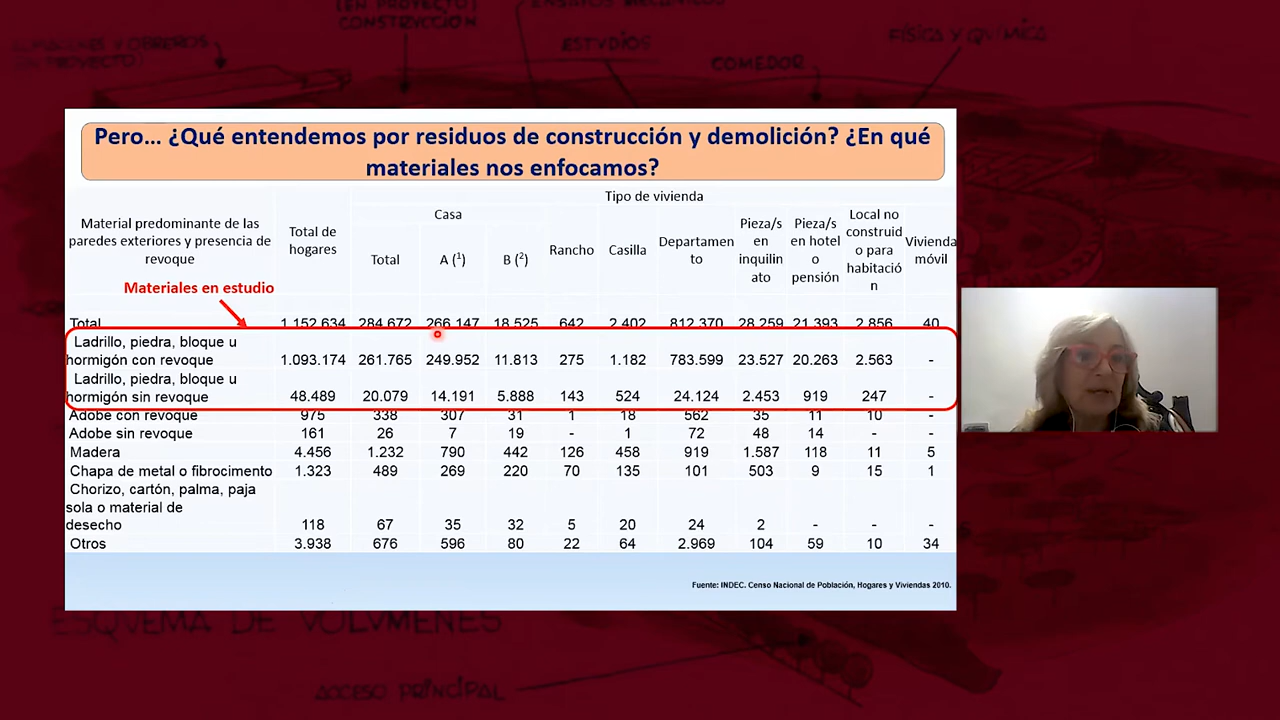 (EN PROYECTO)
CONSTRUCCIÓN
ENSAYOS MECÁNICOS
ESTUDIOS
FÍSICA Y QUÍMICA
COMEDOR
ALMACENES Y OBREROS
(EN PROYECTO)
Pero... ¿Qué entendemos por residuos de construcción y demolición? ¿En qué
materiales nos enfocamos?
Tipo de vivienda
Material predominante de las
paredes exteriores y presencia de
revoque
Total de
hogares
Casa
Total
A (1)
B (2)
Rancho
Casilla
Departamen
to
Pieza/s
en
inquilin
ato
Pieza/s
en hotel
o
pensión
Local no
construid
o para
habitació
n
Vivienda
móvil
Materiales en estudio
Total 1.152.634 284.672 266.147 18.525 642 2.402 812.370 28.259 21.393 2.856 40
Ladrillo, piedra, bloque u
hormigón con revoque 1.093.174 261.765 249.952 11.813 275 1.182 783.599 23.527 20.263 2.563 -
Ladrillo, piedra, bloque u
hormigón sin revoque 48.489 20.079 14.191 5.888 143 524 24.124 2.453 919 247 -
Adobe con revoque 975 338 307 31 1 18 562 35 11 10 -
Adobe sin revoque 161 26 7 19 - 1 72 48 14 - -
Madera 4.456 1.232 790 442 126 458 919 1.587 118 11 5
Chapa de metal o fibrocimento 1.323 489 269 220 70 135 101 503 9 15 1
Chorizo, cartón, palma, paja
sola o material de
desecho 118 67 35 32 5 20 24 2 - - -
Otros 3.938 676 596 80 22 64 2.969 104 59 10 34
Fuente: INDEC. Censo Nacional de Población, Hogares y Viviendas 2010.
ESQUEMA DE VOLÚMENES
ACCESO PRINCIPAL